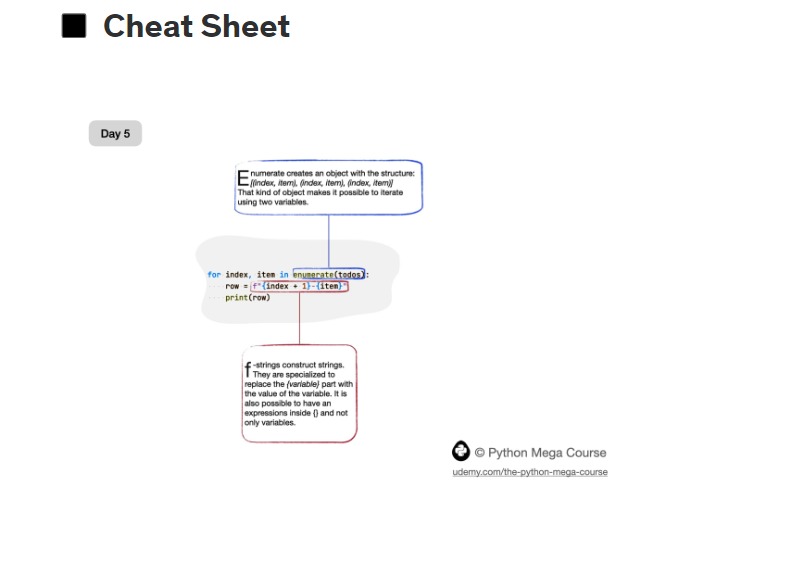 Cheat Sheet
Day 5
Enumerate creates an object with the structure:
[(index, item), (index, item), (index, item)]
That kind of object makes it possible to iterate
using two variables.
for index, item in enumerate(todos):
row = f"{index + 1}-{item}"
print(row)
f-strings construct strings.
They are specialized to
replace the {variable} part with
the value of the variable. It is
also possible to have an
expressions inside {} and not
only variables.
© Python Mega Course
udemy.com/the-python-mega-course